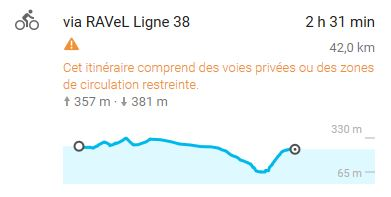 via RAVeL Ligne 38
2 h 31 min
42,0 km
Cet itinéraire comprend des voies privées ou des zones
de circulation restreinte.
↑ 357 m · ↓ 381 m
330 m
65 m